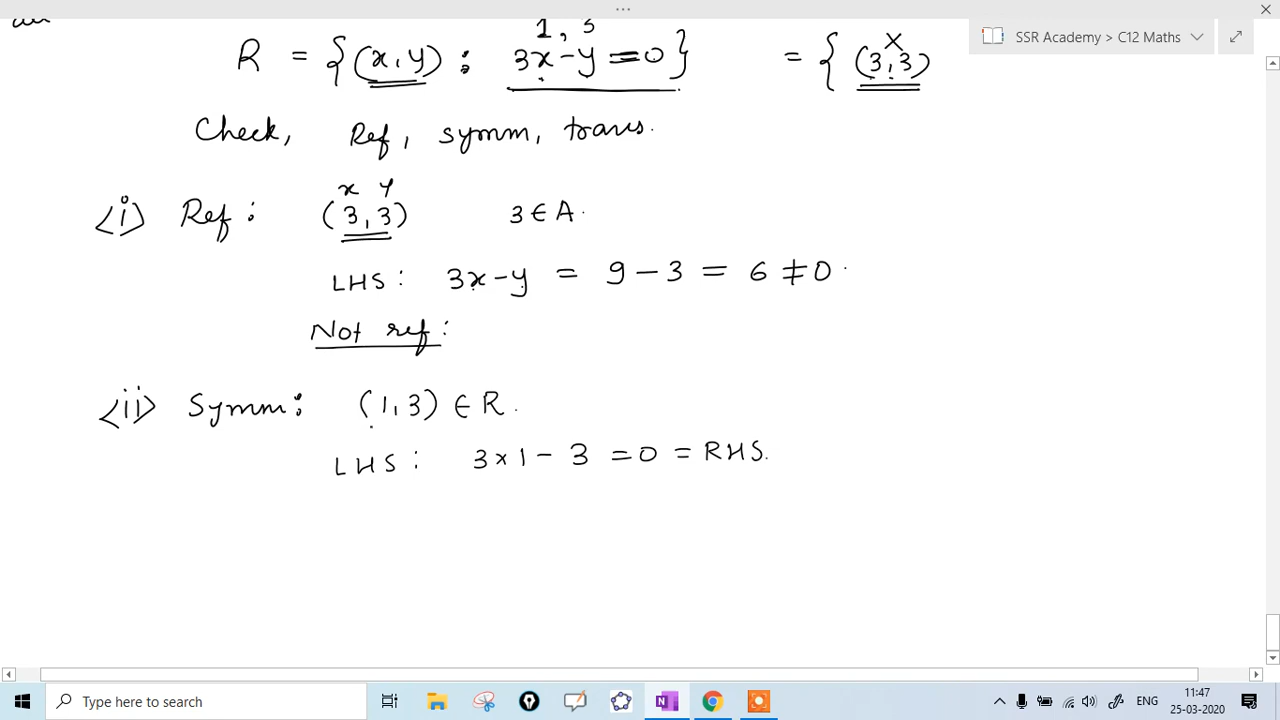 ...
SSR Academy > C12 Maths
1, 3
R = {(x, y) : 3x - y = 0} = { (3, 3)
X
Check, Ref, symm, trans.
x y
<i> Ref : (3, 3) 3 ∈ A.
LHS : 3x - y = 9 - 3 = 6 ≠ 0.
Not ref :
<ii> Symm : (1, 3) ∈ R.
LHS : 3 × 1 - 3 = 0 = RHS.
Type here to search
11:47
25-03-2020